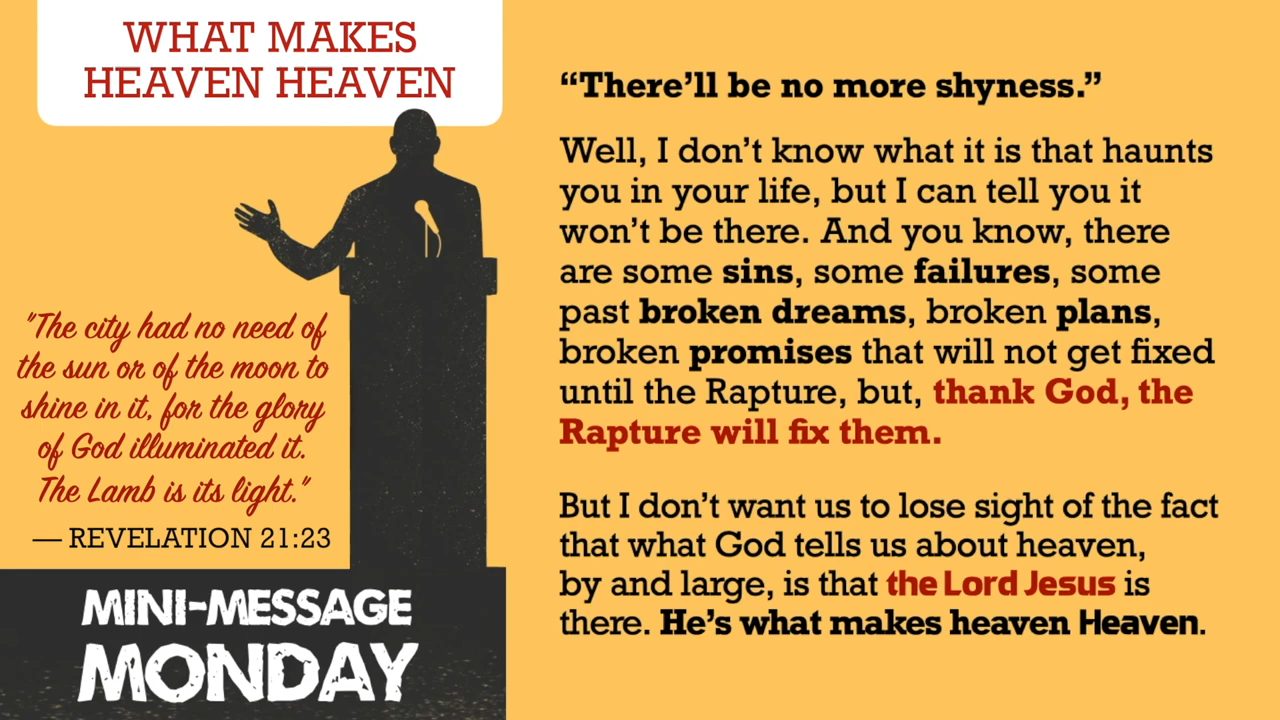 WHAT MAKES
HEAVEN HEAVEN
"The city had no need of
the sun or of the moon to
shine in it, for the glory
of God illuminated it.
The Lamb is its light."
— REVELATION 21:23
MINI-MESSAGE
MONDAY
“There’ll be no more shyness.”
Well, I don’t know what it is that haunts
you in your life, but I can tell you it
won’t be there. And you know, there
are some sins, some failures, some
past broken dreams, broken plans,
broken promises that will not get fixed
until the Rapture, but, thank God, the
Rapture will fix them.
But I don’t want us to lose sight of the fact
that what God tells us about heaven,
by and large, is that the Lord Jesus is
there. He’s what makes heaven Heaven.